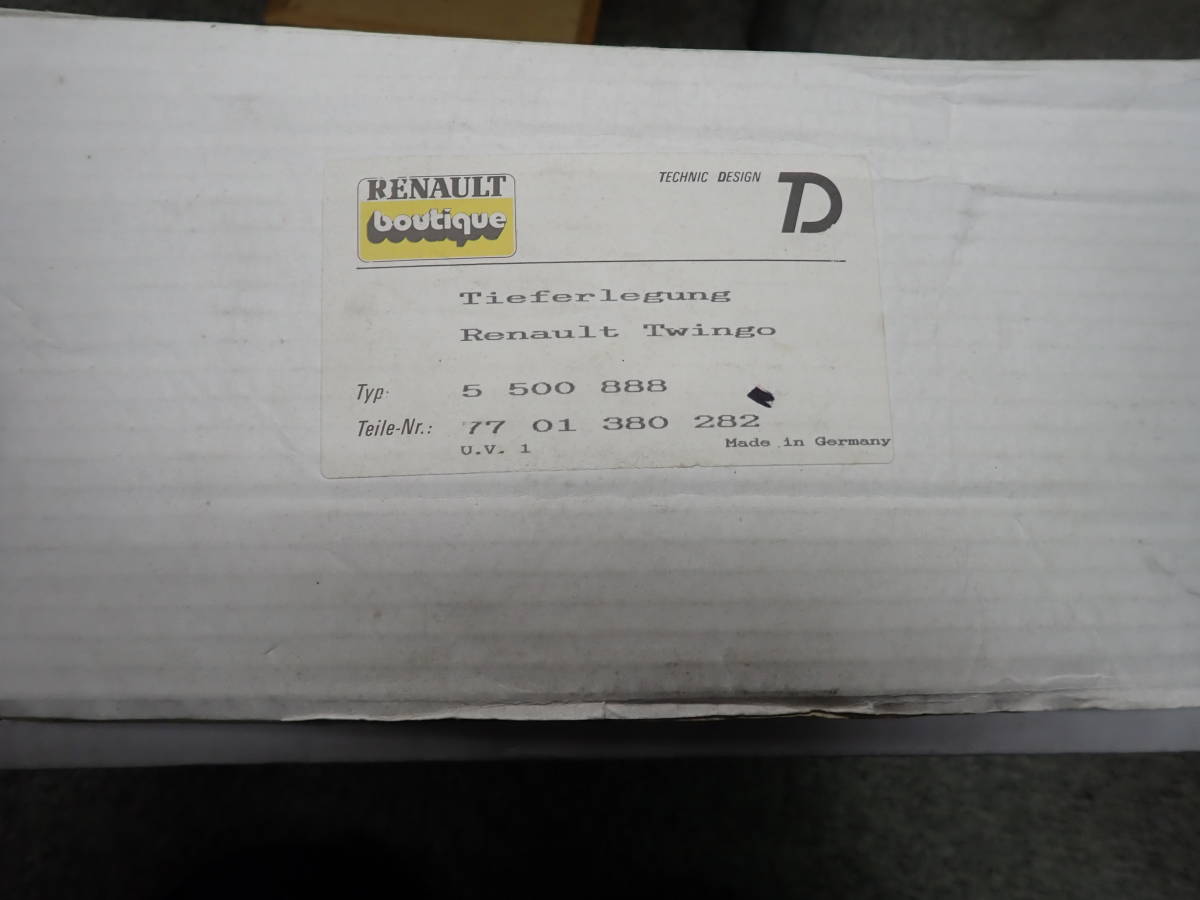 RENAULT
boutique
TECHNIC DESIGN TD
Tieferlegung
Renault Twingo
Typ: 5 500 888
Teile-Nr.: 77 01 380 282
U.V. 1 Made in Germany